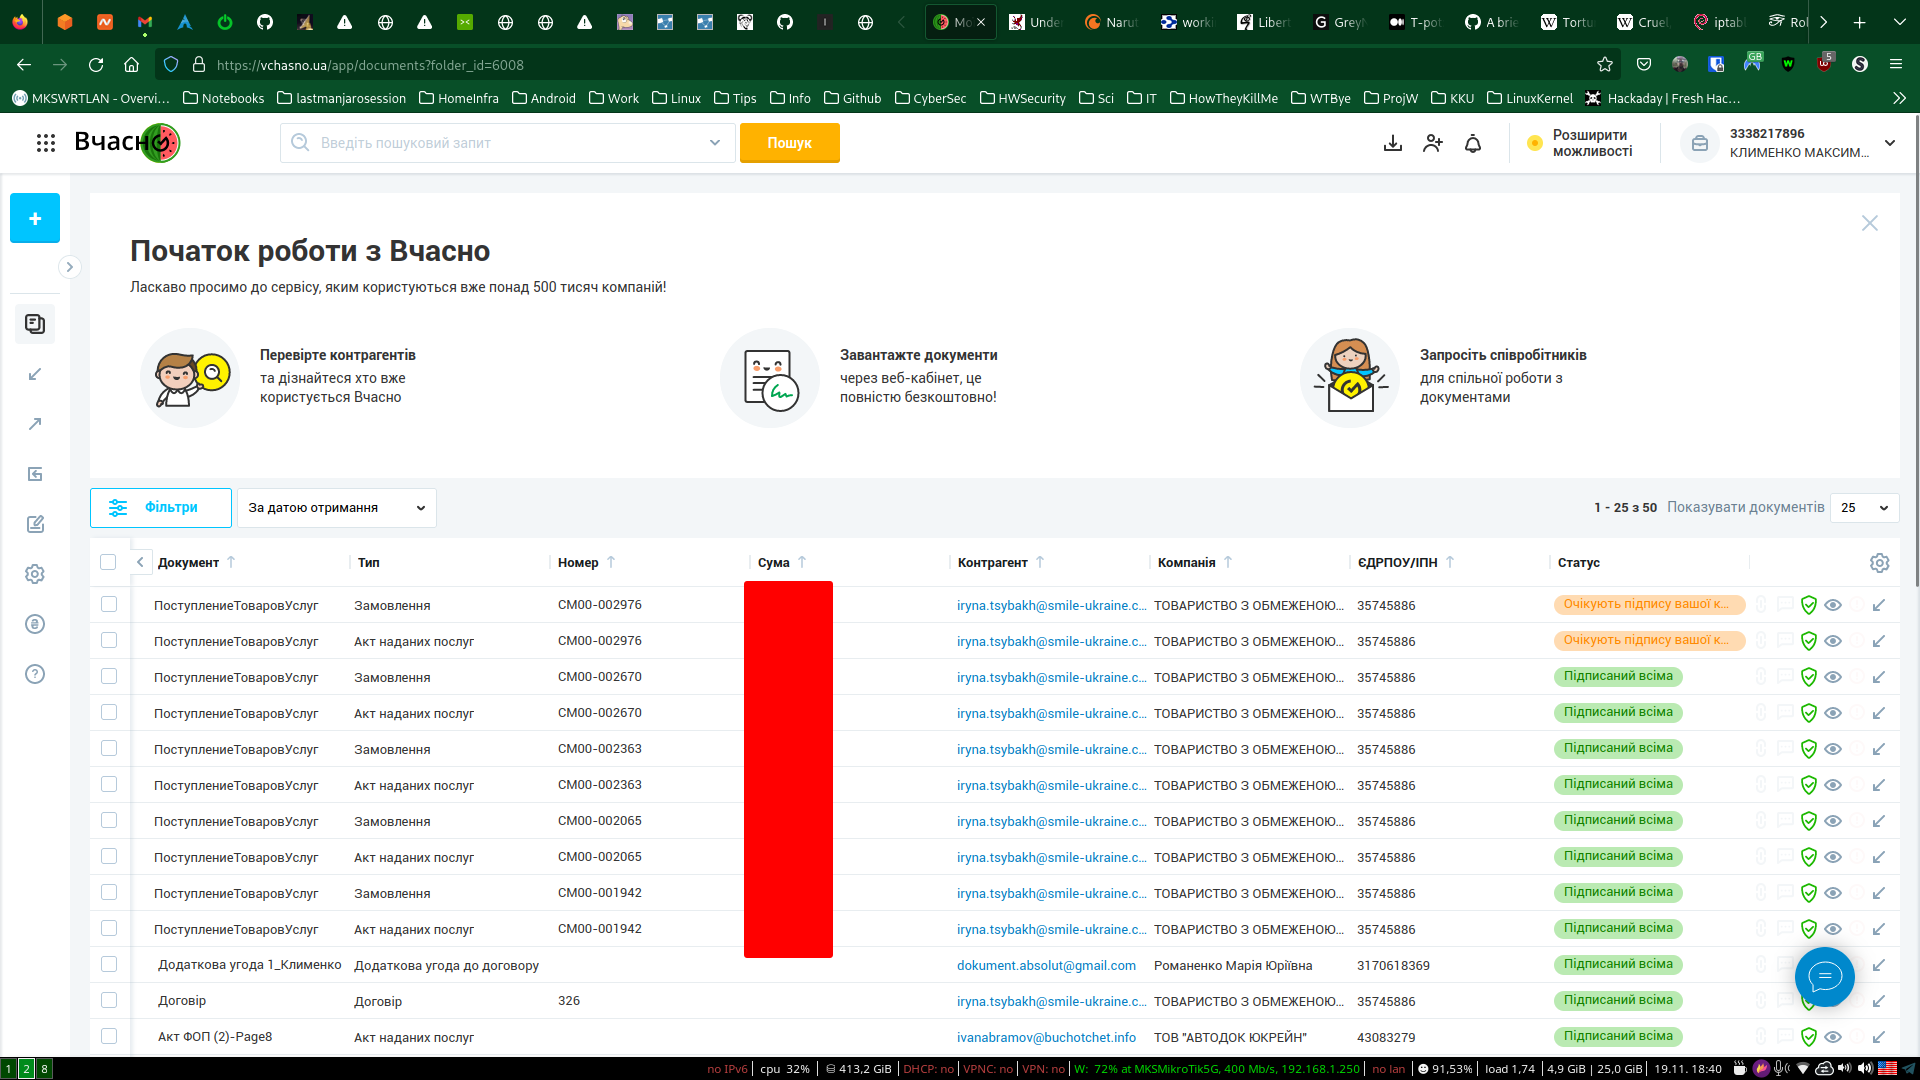 Mo
Unde
Narut
worki
Libert
GreyN
T-pot
A brie
Tortu
Cruel
iptab
Rol
https://vchasno.ua/app/documents?folder_id=6008
GB
5
MKSWRTLAN - Overvi…
Notebooks
lastmanjarosession
HomeInfra
Android
Work
Linux
Tips
Info
Github
CyberSec
HWSecurity
Sci
IT
HowTheyKillMe
WTBye
ProjW
KKU
LinuxKernel
Hackaday | Fresh Hac…
Вчасно
Введіть пошуковий запит
Пошук
Розширити
можливості
3338217896
КЛИМЕНКО МАКСИМ…
Початок роботи з Вчасно
Ласкаво просимо до сервісу, яким користуються вже понад 500 тисяч компаній!
Перевірте контрагентів
та дізнайтеся хто вже
користується Вчасно
Завантажте документи
через веб-кабінет, це
повністю безкоштовно!
Запросіть співробітників
для спільної роботи з
документами
Фільтри
За датою отримання
1 - 25 з 50 Показувати документів 25
Документ Тип Номер Сума Контрагент Компанія ЄДРПОУ/ІПН Статус
ПоступлениеТоваровУслуг Замовлення СМ00-002976 iryna.tsybakh@smile-ukraine.c… ТОВАРИСТВО З ОБМЕЖЕНОЮ… 35745886 Очікують підпису вашої к…
ПоступлениеТоваровУслуг Акт наданих послуг СМ00-002976 iryna.tsybakh@smile-ukraine.c… ТОВАРИСТВО З ОБМЕЖЕНОЮ… 35745886 Очікують підпису вашої к…
ПоступлениеТоваровУслуг Замовлення СМ00-002670 iryna.tsybakh@smile-ukraine.c… ТОВАРИСТВО З ОБМЕЖЕНОЮ… 35745886 Підписаний всіма
ПоступлениеТоваровУслуг Акт наданих послуг СМ00-002670 iryna.tsybakh@smile-ukraine.c… ТОВАРИСТВО З ОБМЕЖЕНОЮ… 35745886 Підписаний всіма
ПоступлениеТоваровУслуг Замовлення СМ00-002363 iryna.tsybakh@smile-ukraine.c… ТОВАРИСТВО З ОБМЕЖЕНОЮ… 35745886 Підписаний всіма
ПоступлениеТоваровУслуг Акт наданих послуг СМ00-002363 iryna.tsybakh@smile-ukraine.c… ТОВАРИСТВО З ОБМЕЖЕНОЮ… 35745886 Підписаний всіма
ПоступлениеТоваровУслуг Замовлення СМ00-002065 iryna.tsybakh@smile-ukraine.c… ТОВАРИСТВО З ОБМЕЖЕНОЮ… 35745886 Підписаний всіма
ПоступлениеТоваровУслуг Акт наданих послуг СМ00-002065 iryna.tsybakh@smile-ukraine.c… ТОВАРИСТВО З ОБМЕЖЕНОЮ… 35745886 Підписаний всіма
ПоступлениеТоваровУслуг Замовлення СМ00-001942 iryna.tsybakh@smile-ukraine.c… ТОВАРИСТВО З ОБМЕЖЕНОЮ… 35745886 Підписаний всіма
ПоступлениеТоваровУслуг Акт наданих послуг СМ00-001942 iryna.tsybakh@smile-ukraine.c… ТОВАРИСТВО З ОБМЕЖЕНОЮ… 35745886 Підписаний всіма
Додаткова угода 1_Клименко Додаткова угода до договору dokument.absolut@gmail.com Романенко Марія Юріївна 3170618369 Підписаний всіма
Договір Договір 326 iryna.tsybakh@smile-ukraine.c… ТОВАРИСТВО З ОБМЕЖЕНОЮ… 35745886 Підписаний всіма
Акт ФОП (2)-Page8 Акт наданих послуг ivanabramov@buchotchet.info ТОВ "АВТОДОК ЮКРЕЙН" 43083279 Підписаний всіма
1 2 8 no IPv6 | cpu 32% | 413,2 GiB | DHCP: no | VPNC: no | VPN: no | W: 72% at MKSMikroTik5G, 400 Mb/s, 192.168.1.250 | no lan | 91,53% | load 1,74 | 4,9 GiB | 25,0 GiB | 19.11. 18:40